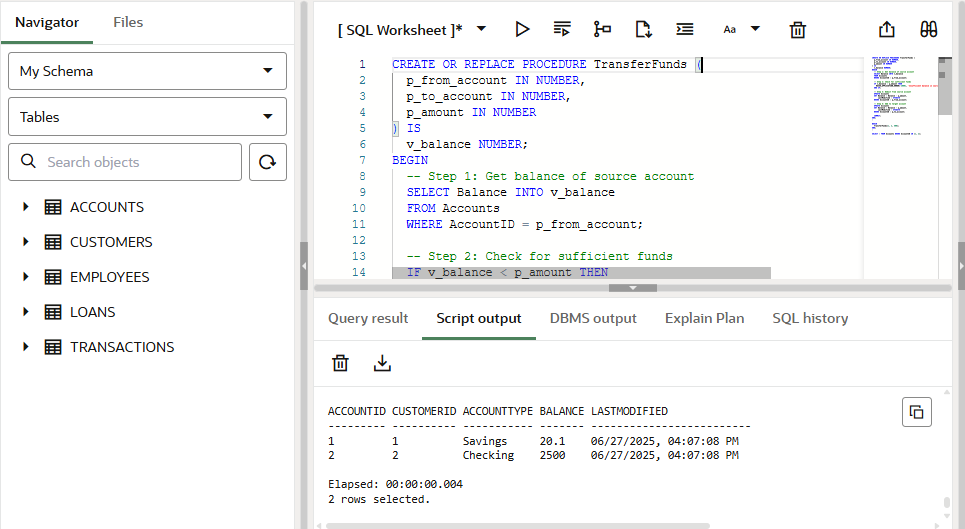 Navigator Files
My Schema
Tables
Search objects
ACCOUNTS
CUSTOMERS
EMPLOYEES
LOANS
TRANSACTIONS
[ SQL Worksheet ]* Aa
1 CREATE OR REPLACE PROCEDURE TransferFunds (
2 p_from_account IN NUMBER,
3 p_to_account IN NUMBER,
4 p_amount IN NUMBER
5 ) IS
6 v_balance NUMBER;
7 BEGIN
8 -- Step 1: Get balance of source account
9 SELECT Balance INTO v_balance
10 FROM Accounts
11 WHERE AccountID = p_from_account;
12
13 -- Step 2: Check for sufficient funds
14 IF v_balance < p_amount THEN
Query result Script output DBMS output Explain Plan SQL history
ACCOUNTID CUSTOMERID ACCOUNTTYPE BALANCE LASTMODIFIED
--------- ---------- ----------- ------- -------------------------
1 1 Savings 20.1 06/27/2025, 04:07:08 PM
2 2 Checking 2500 06/27/2025, 04:07:08 PM
Elapsed: 00:00:00.004
2 rows selected.